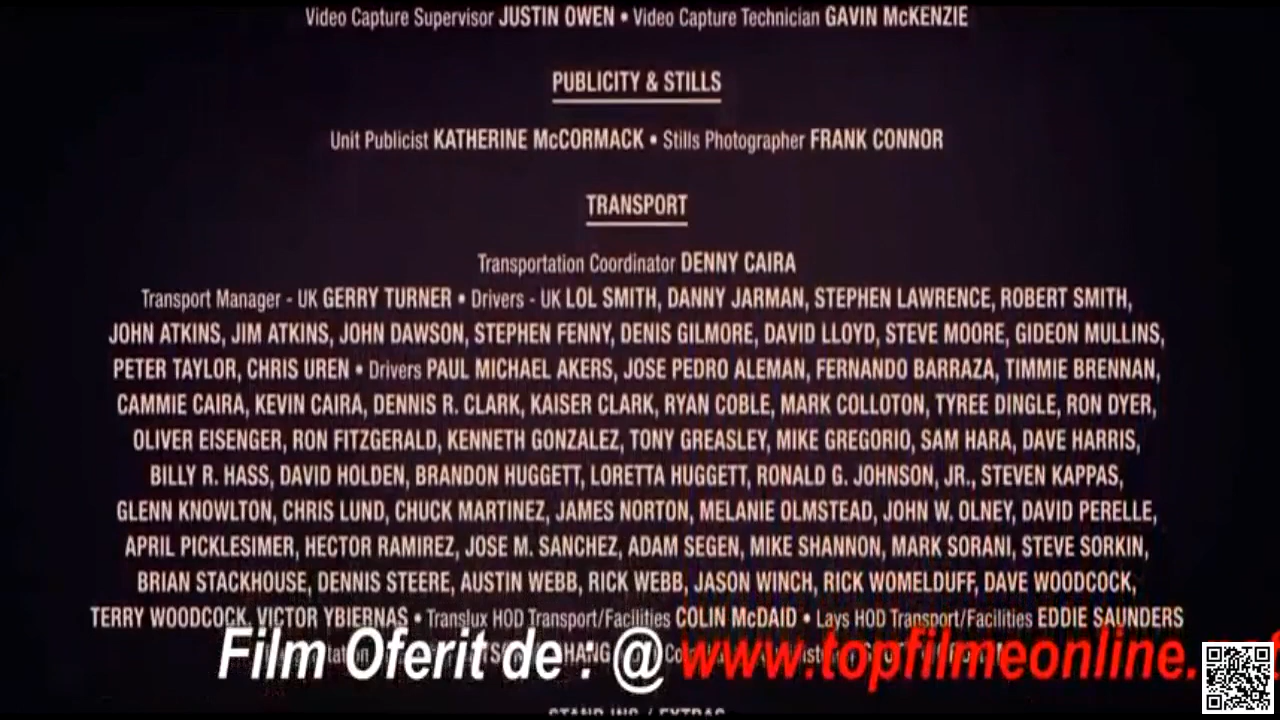 Video Capture Supervisor JUSTIN OWEN • Video Capture Technician GAVIN McKENZIE
PUBLICITY & STILLS
Unit Publicist KATHERINE McCORMACK • Stills Photographer FRANK CONNOR
TRANSPORT
Transportation Coordinator DENNY CAIRA
Transport Manager - UK GERRY TURNER • Drivers - UK LOL SMITH, DANNY JARMAN, STEPHEN LAWRENCE, ROBERT SMITH,
JOHN ATKINS, JIM ATKINS, JOHN DAWSON, STEPHEN FENNY, DENIS GILMORE, DAVID LLOYD, STEVE MOORE, GIDEON MULLINS,
PETER TAYLOR, CHRIS UREN • Drivers PAUL MICHAEL AKERS, JOSE PEDRO ALEMAN, FERNANDO BARRAZA, TIMMIE BRENNAN,
CAMMIE CAIRA, KEVIN CAIRA, DENNIS R. CLARK, KAISER CLARK, RYAN COBLE, MARK COLLOTON, TYREE DINGLE, RON DYER,
OLIVER EISENGER, RON FITZGERALD, KENNETH GONZALEZ, TONY GREASLEY, MIKE GREGORIO, SAM HARA, DAVE HARRIS,
BILLY R. HASS, DAVID HOLDEN, BRANDON HUGGETT, LORETTA HUGGETT, RONALD G. JOHNSON, JR., STEVEN KAPPAS,
GLENN KNOWLTON, CHRIS LUND, CHUCK MARTINEZ, JAMES NORTON, MELANIE OLMSTEAD, JOHN W. OLNEY, DAVID PERELLE,
APRIL PICKLESIMER, HECTOR RAMIREZ, JOSE M. SANCHEZ, ADAM SEGEN, MIKE SHANNON, MARK SORANI, STEVE SORKIN,
BRIAN STACKHOUSE, DENNIS STEERE, AUSTIN WEBB, RICK WEBB, JASON WINCH, RICK WOMELDUFF, DAVE WOODCOCK,
TERRY WOODCOCK, VICTOR YBIERNAS • Translux HOD Transport/Facilities COLIN McDAID • Lays HOD Transport/Facilities EDDIE SAUNDERS
Film Oferit de : @ www.topfilmeonline.
STAND-INS / EXTRAS